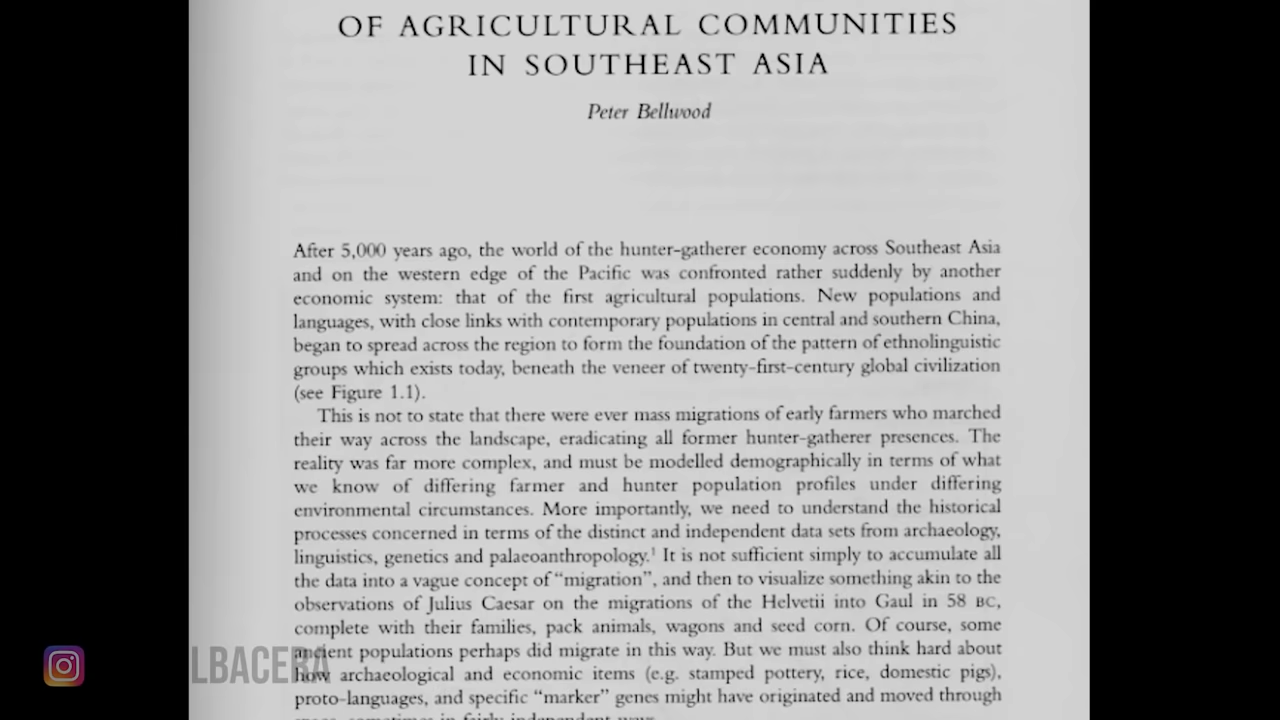 OF AGRICULTURAL COMMUNITIES
IN SOUTHEAST ASIA
Peter Bellwood
After 5,000 years ago, the world of the hunter-gatherer economy across Southeast Asia
and on the western edge of the Pacific was confronted rather suddenly by another
economic system: that of the first agricultural populations. New populations and
languages, with close links with contemporary populations in central and southern China,
began to spread across the region to form the foundation of the pattern of ethnolinguistic
groups which exists today, beneath the veneer of twenty-first-century global civilization
(see Figure 1.1).
This is not to state that there were ever mass migrations of early farmers who marched
their way across the landscape, eradicating all former hunter-gatherer presences. The
reality was far more complex, and must be modelled demographically in terms of what
we know of differing farmer and hunter population profiles under differing
environmental circumstances. More importantly, we need to understand the historical
processes concerned in terms of the distinct and independent data sets from archaeology,
linguistics, genetics and palaeoanthropology.¹ It is not sufficient simply to accumulate all
the data into a vague concept of "migration", and then to visualize something akin to the
observations of Julius Caesar on the migrations of the Helvetii into Gaul in 58 BC,
complete with their families, pack animals, wagons and seed corn. Of course, some
ancient populations perhaps did migrate in this way. But we must also think hard about
how archaeological and economic items (e.g. stamped pottery, rice, domestic pigs),
proto-languages, and specific "marker" genes might have originated and moved through
LBACERA